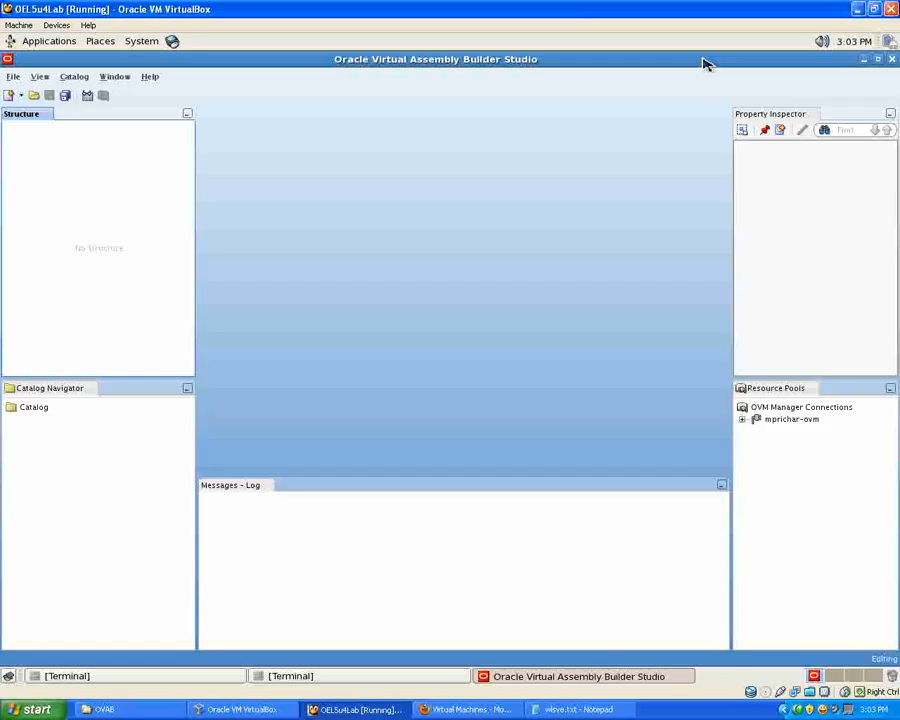 OEL5u4Lab [Running] - Oracle VM VirtualBox
Machine Devices Help
Applications Places System 3:03 PM
Oracle Virtual Assembly Builder Studio
File View Catalog Window Help
Structure
Property Inspector
Find
No Structure
Catalog Navigator
Resource Pools
Catalog
OVM Manager Connections
mprichar-ovm
Messages - Log
Editing
[Terminal] [Terminal] Oracle Virtual Assembly Builder Studio
Right Ctrl
start OVAB Oracle VM VirtualBox OEL5u4Lab [Running]... Virtual Machines - Mo... wlsve.txt - Notepad 3:03 PM